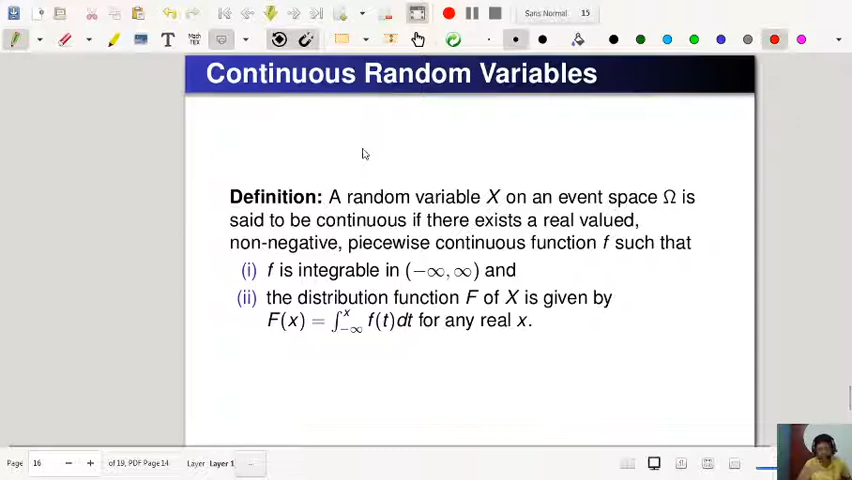 Sans Normal 15
T Math TEX
Continuous Random Variables
Definition: A random variable X on an event space Ω is
said to be continuous if there exists a real valued,
non-negative, piecewise continuous function f such that
(i) f is integrable in (−∞, ∞) and
(ii) the distribution function F of X is given by
F(x) = ∫_{−∞}^{x} f(t)dt for any real x.
Page 16 − + of 19, PDF Page 14 Layer Layer 1